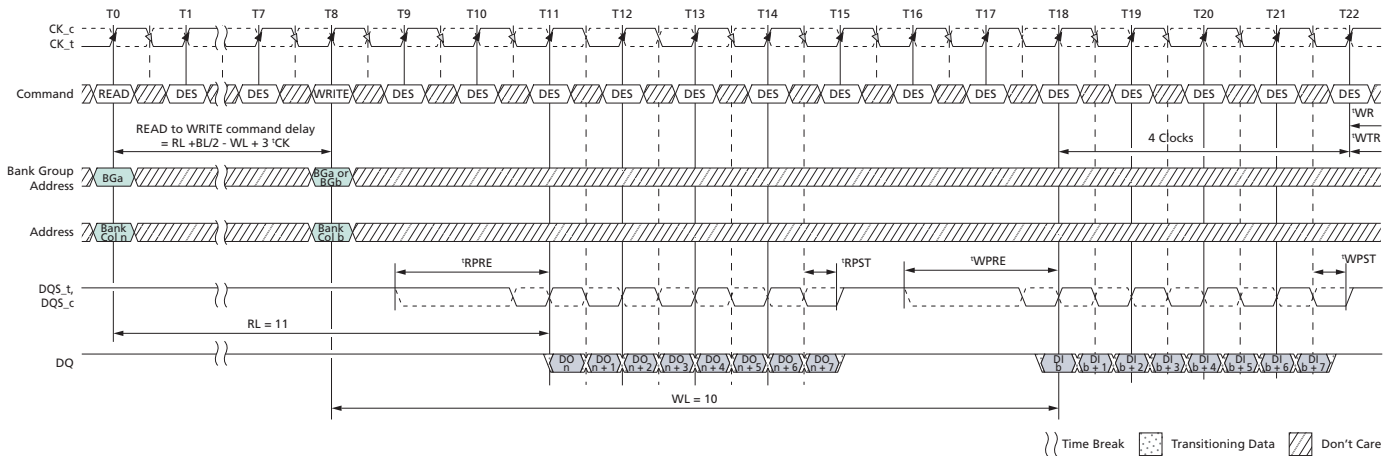 T0 T1 T7 T8 T9 T10 T11 T12 T13 T14 T15 T16 T17 T18 T19 T20 T21 T22
CK_c
CK_t
Command READ DES DES WRITE DES DES DES DES DES DES DES DES DES DES DES DES DES DES
READ to WRITE command delay
= RL +BL/2 - WL + 3 tCK
tWR
4 Clocks tWTR
Bank Group
Address
BGa
BGa or
BGb
Address
Bank
Col n
Bank
Col b
tRPRE tRPST tWPRE tWPST
DQS_t,
DQS_c
RL = 11
DQ
DO
n
DO
n + 1
DO
n + 2
DO
n + 3
DO
n + 4
DO
n + 5
DO
n + 6
DO
n + 7
DI
b
DI
b + 1
DI
b + 2
DI
b + 3
DI
b + 4
DI
b + 5
DI
b + 6
DI
b + 7
WL = 10
Time Break Transitioning Data Don't Care